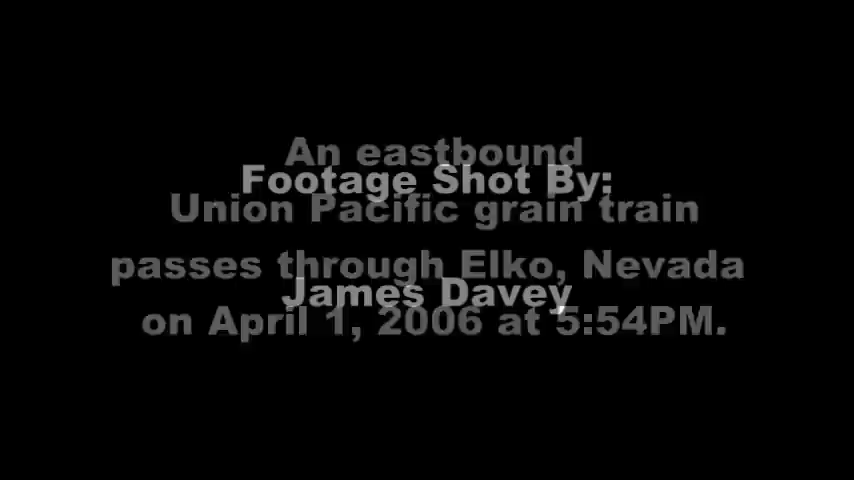 An eastbound
Footage Shot By:
Union Pacific grain train
passes through Elko, Nevada
James Davey
on April 1, 2006 at 5:54PM.